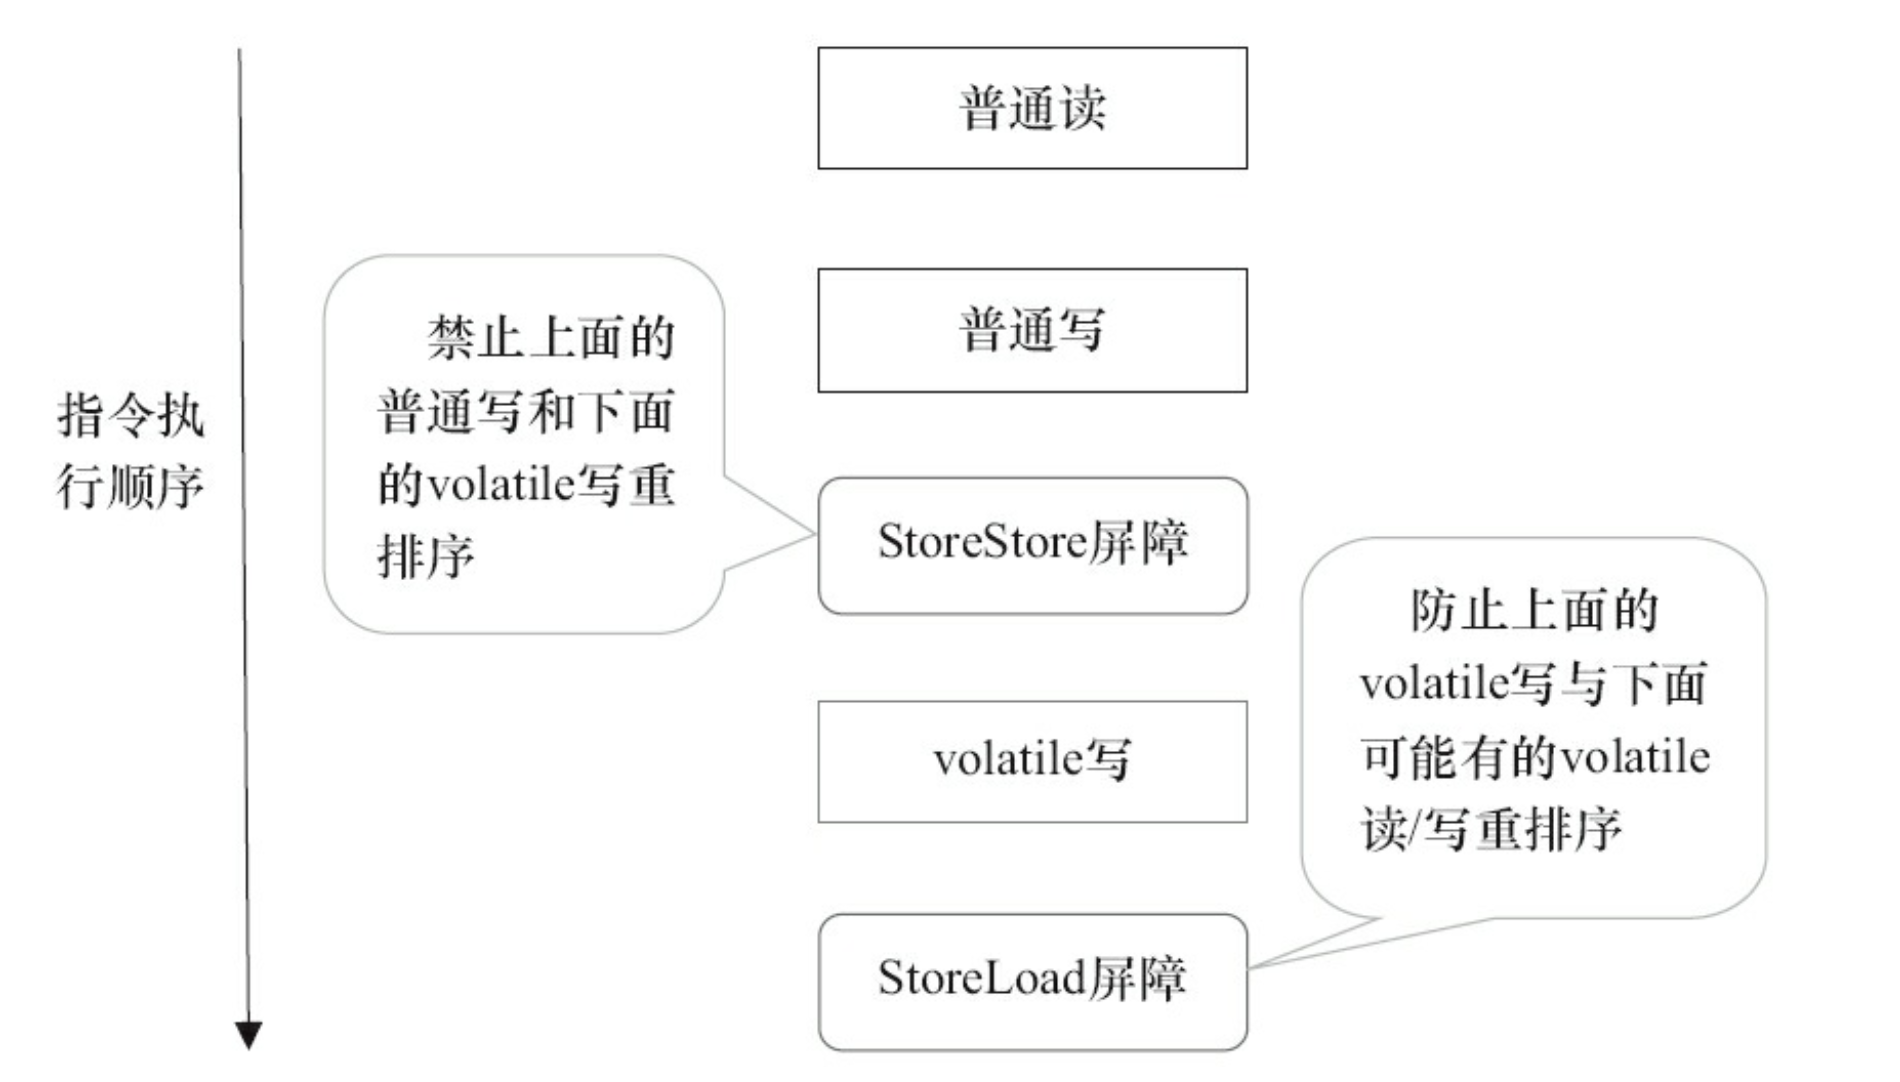 普通读
普通写
禁止上面的
普通写和下面
的volatile写重
排序
指令执
行顺序
StoreStore屏障
防止上面的
volatile写与下面
可能有的volatile
读/写重排序
volatile写
StoreLoad屏障